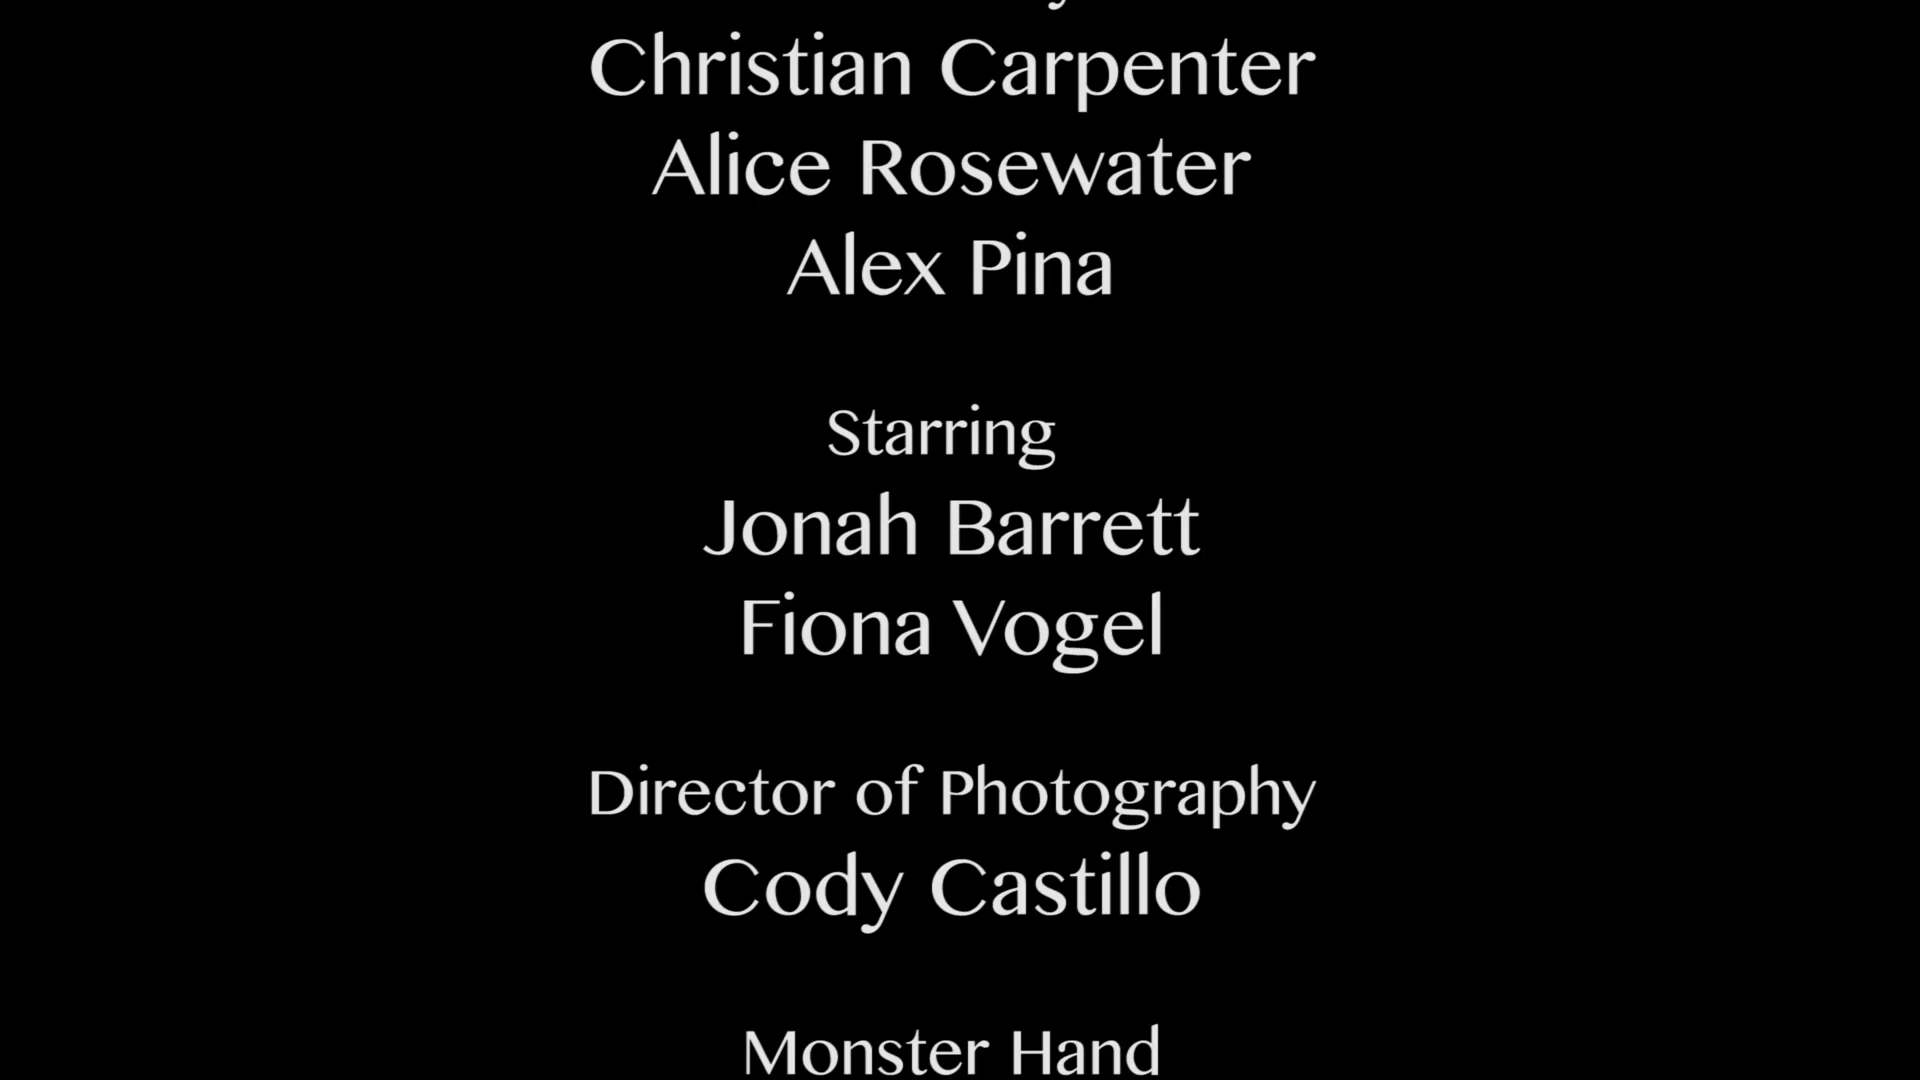 Christian Carpenter
Alice Rosewater
Alex Pina
Starring
Jonah Barrett
Fiona Vogel
Director of Photography
Cody Castillo
Monster Hand